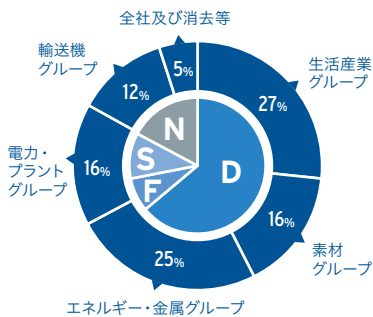 全社及び消去等
輸送機
グループ
5%
生活産業
グループ
12%
27%
N
電力・
プラント
グループ
S
16%
D
F
16%
素材
グループ
25%
エネルギー・金属グループ